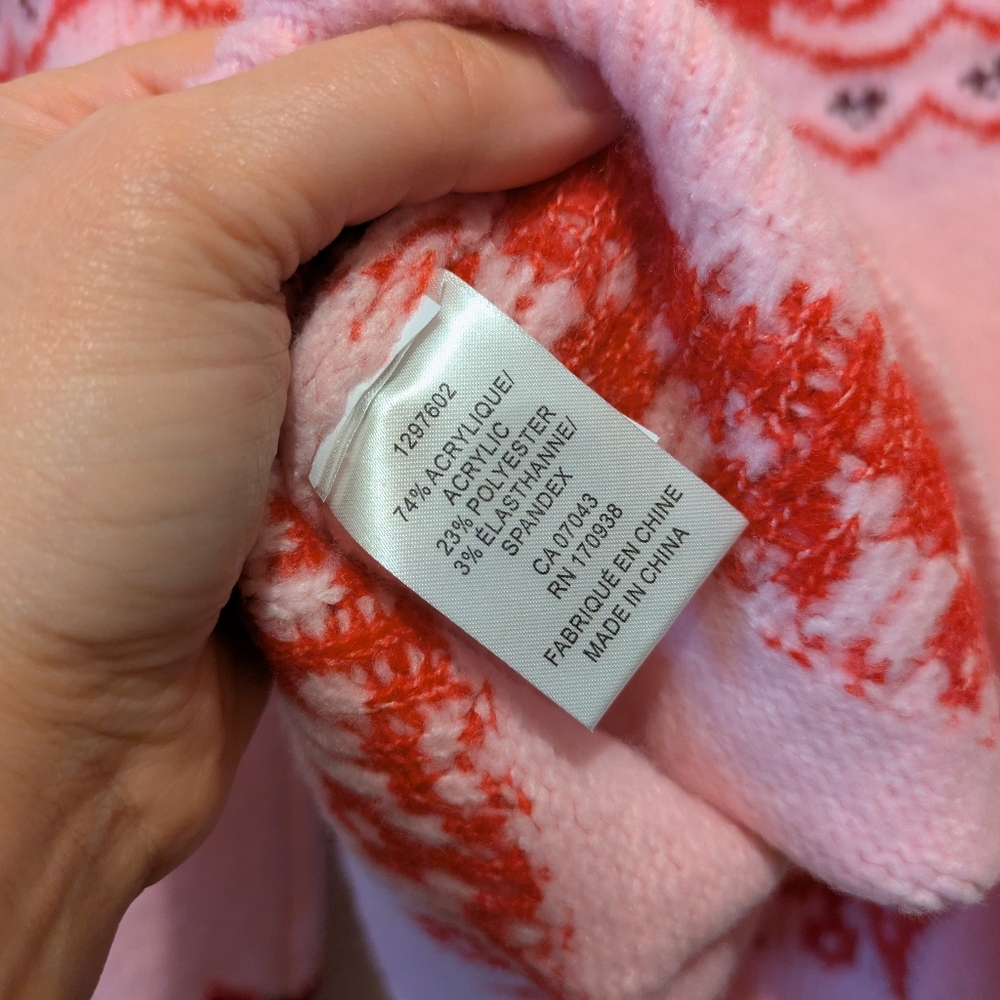 1297602
74% ACRYLIQUE/
ACRYLIC
23% POLYESTER
3% ÉLASTHANNE/
SPANDEX
CA 07043
RN 170938
FABRIQUÉ EN CHINE
MADE IN CHINA